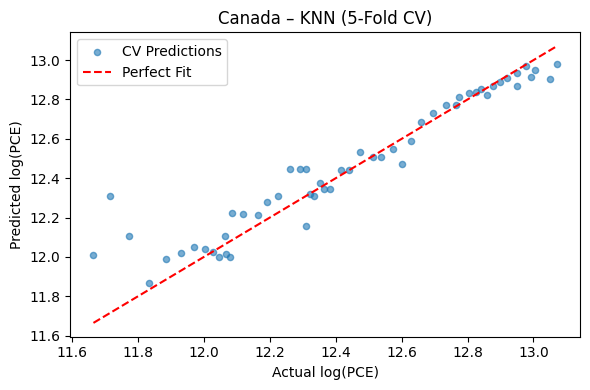 Canada – KNN (5-Fold CV)
CV Predictions
Perfect Fit
Predicted log(PCE)
13.0
12.8
12.6
12.4
12.2
12.0
11.8
11.6
11.6 11.8 12.0 12.2 12.4 12.6 12.8 13.0
Actual log(PCE)